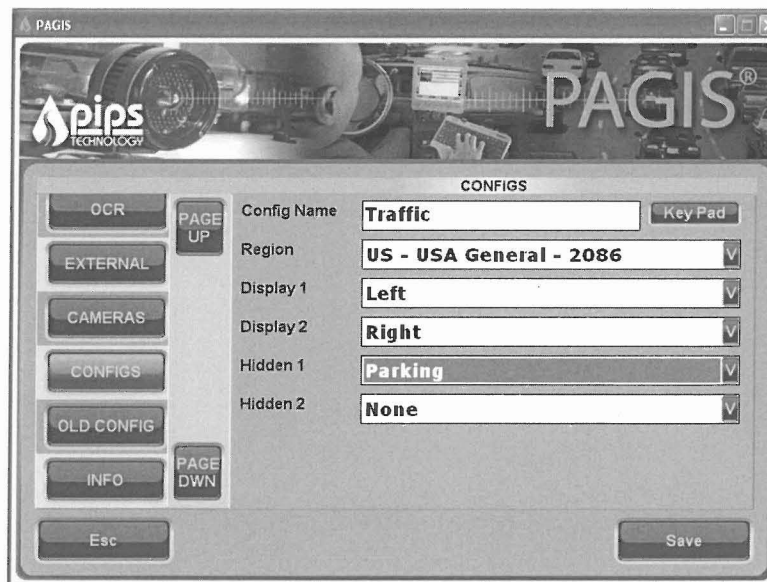 PAGIS
pips
TECHNOLOGY
PAGIS®
CONFIGS
OCR
EXTERNAL
CAMERAS
CONFIGS
OLD CONFIG
INFO
PAGE
UP
PAGE
DWN
Config Name
Traffic
Key Pad
Region
US - USA General - 2086
Display 1
Left
Display 2
Right
Hidden 1
Parking
Hidden 2
None
Esc
Save